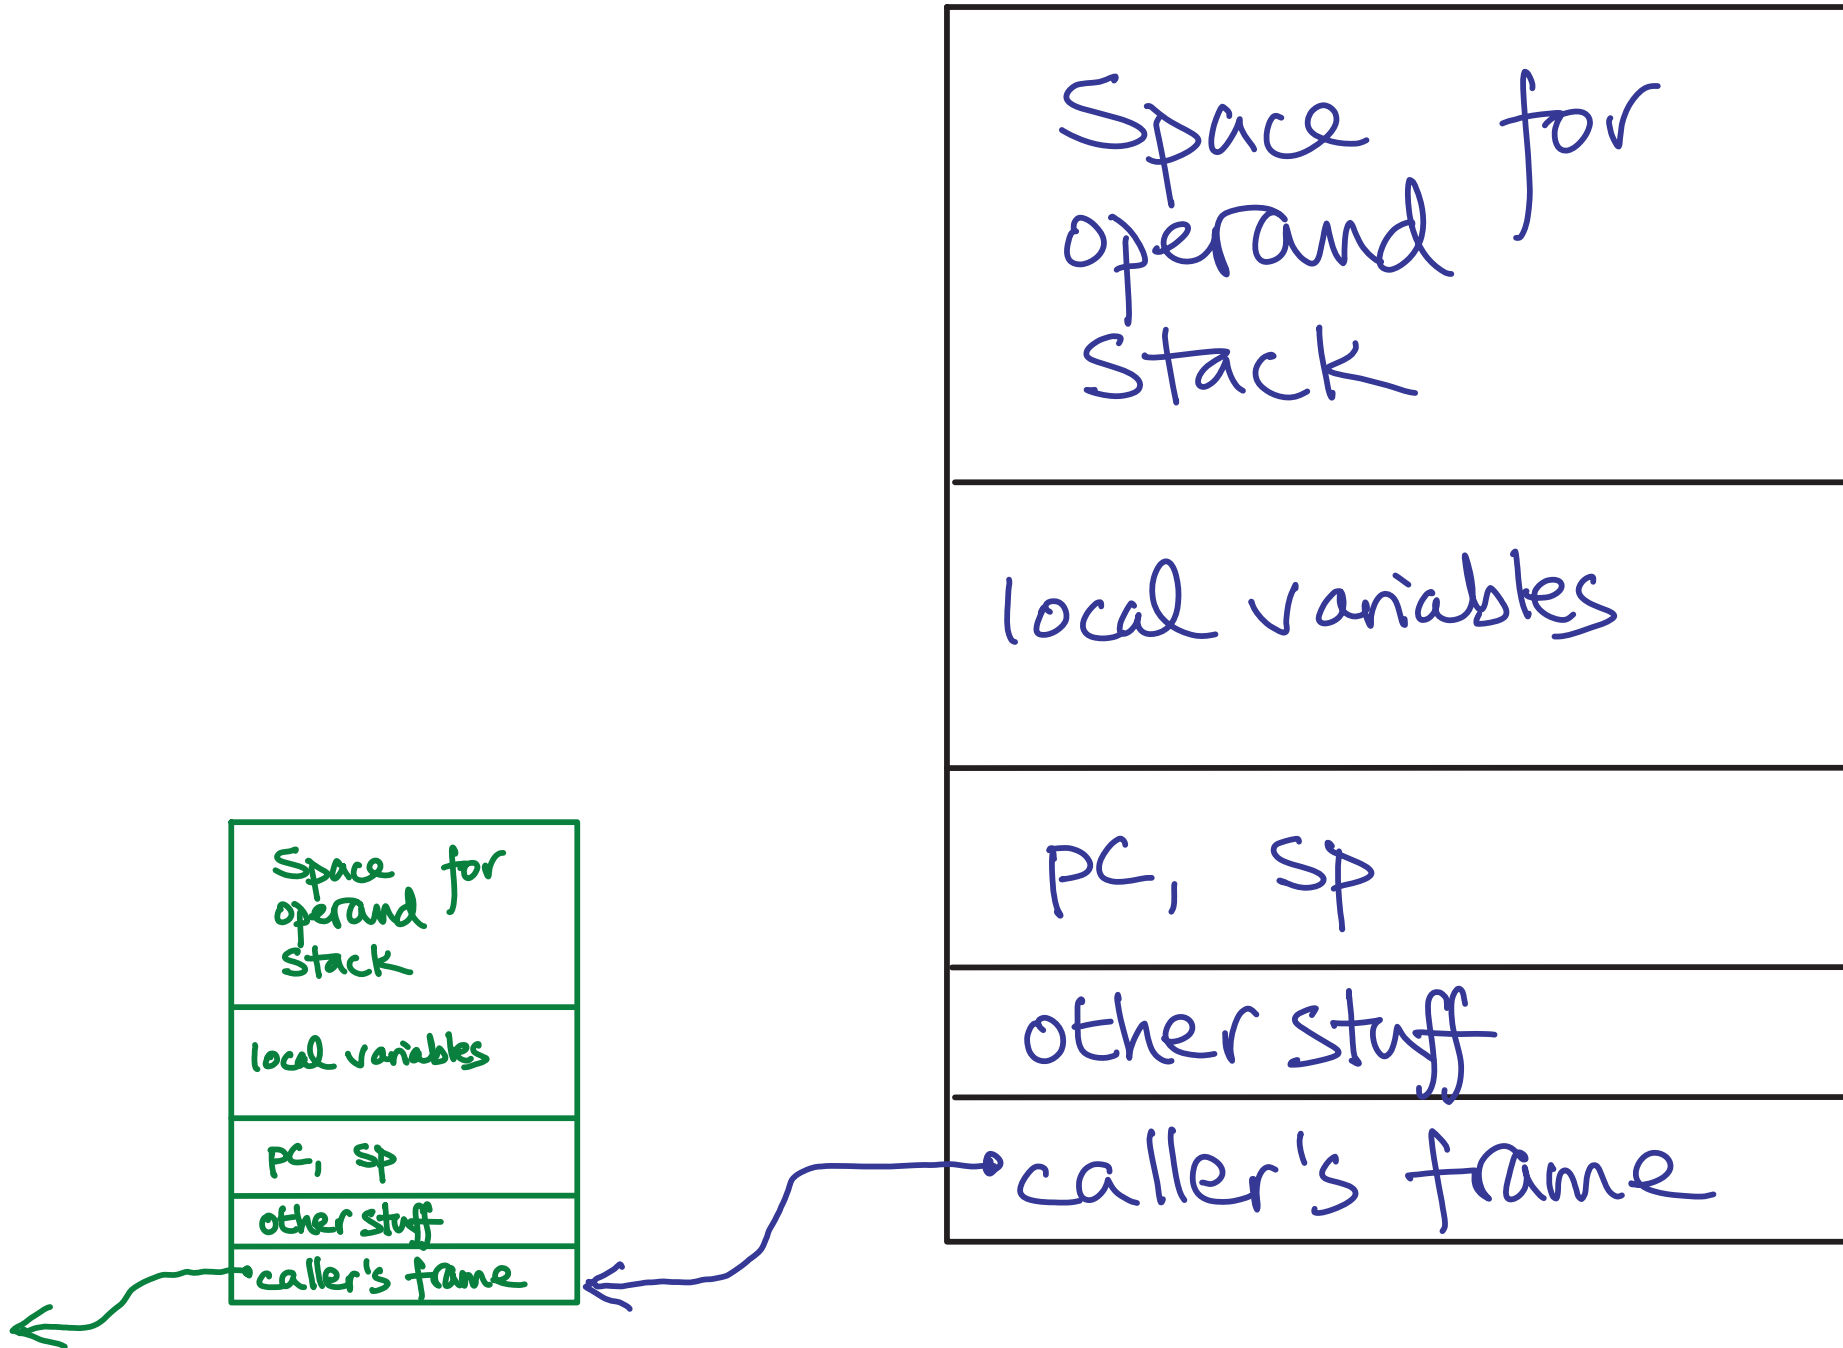 Space for
operand
stack
local variables
pc, sp
other stuff
caller's frame
Space for
operand
stack
local variables
pc, sp
other stuff
caller's frame